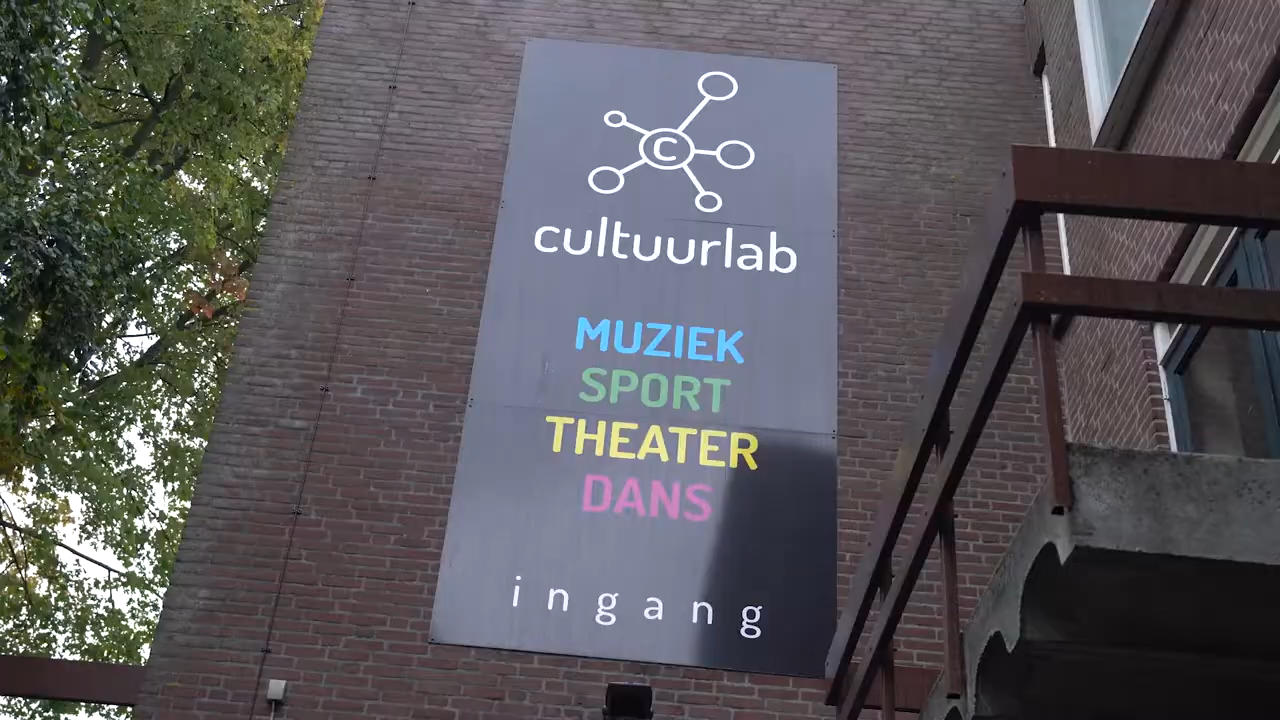 C
cultuurlab
MUZIEK
SPORT
THEATER
DANS
ingang